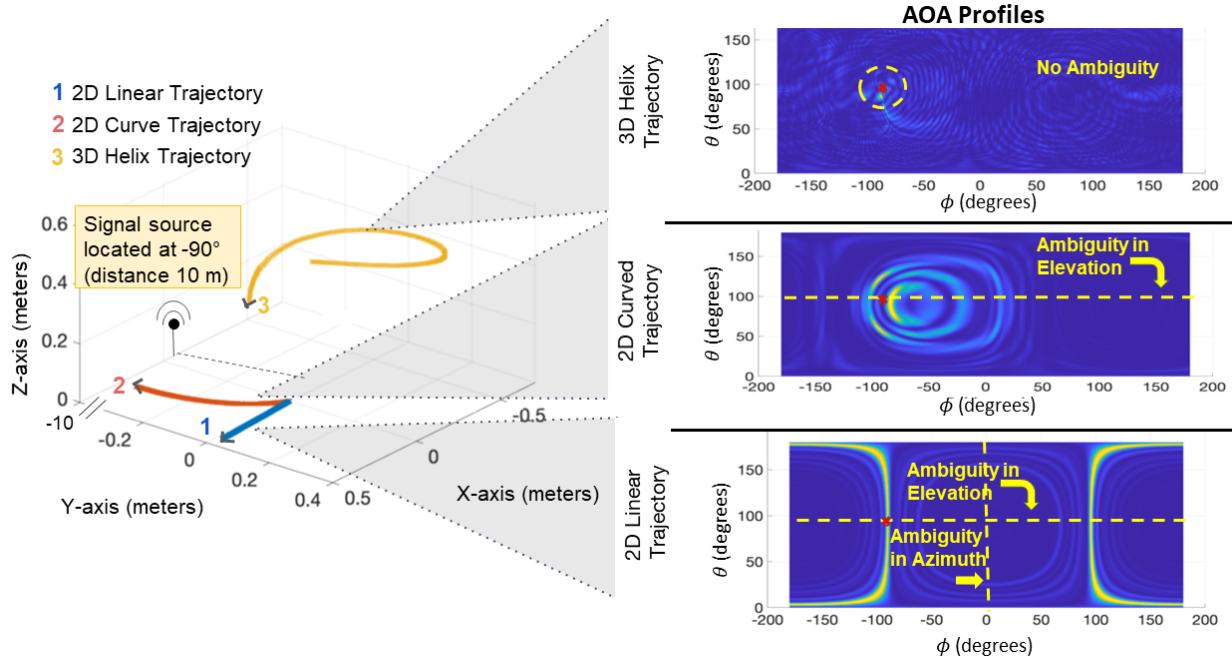 AOA Profiles
1 2D Linear Trajectory
2 2D Curve Trajectory
3 3D Helix Trajectory
Signal source
located at -90°
(distance 10 m)
Z-axis (meters)
0.6
0.4
0.2
0
-10
-0.2
0
0.2
0.4
0.5
0
-0.5
Y-axis (meters)
X-axis (meters)
1
2
3
3D Helix
Trajectory
θ (degrees)
150
100
50
0
-200
-150
-100
-50
0
50
100
150
200
ϕ (degrees)
No Ambiguity
2D Curved
Trajectory
θ (degrees)
150
100
50
0
-200
-150
-100
-50
0
50
100
150
200
ϕ (degrees)
Ambiguity in
Elevation
2D Linear
Trajectory
θ (degrees)
150
100
50
0
-200
-150
-100
-50
0
50
100
150
200
ϕ (degrees)
Ambiguity in
Elevation
Ambiguity
in Azimuth